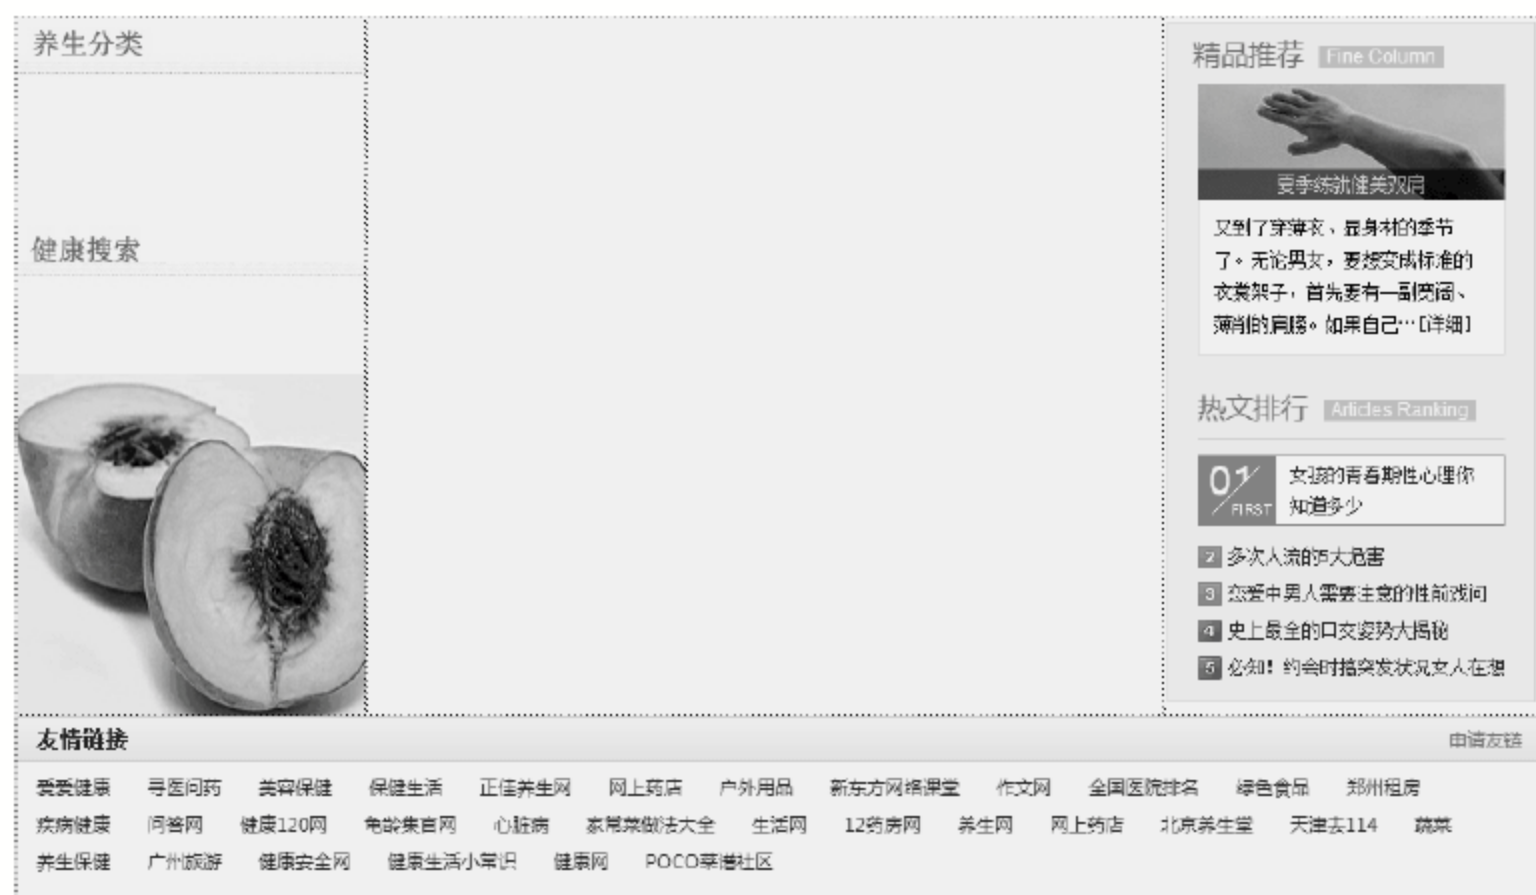 养生分类
健康搜索
精品推荐 Fine Column
夏季练就健美双肩
又到了穿薄衣、显身材的季节
了。无论男女，要想变成标准的
衣裳架子，首先要有一副宽阔、
薄削的肩膀。如果自己…[详细]
热文排行 Articles Ranking
01 FIRST
女孩的青春期性心理你
知道多少
2 多次人流的5大危害
3 恋爱中男人需要注意的性前戏问
4 史上最全的口交姿势大揭秘
5 必知！约会时搞突发状况女人在想
友情链接 申请友链
爱爱健康 寻医问药 美容保健 保健生活 正佳养生网 网上药店 户外用品 新东方网络课堂 作文网 全国医院排名 绿色食品 郑州租房
疾病健康 问答网 健康120网 龟龄集官网 心脏病 家常菜做法大全 生活网 12药房网 养生网 网上药店 北京养生堂 天津去114 蔬菜
养生保健 广州旅游 健康安全网 健康生活小常识 健康网 POCO菜谱社区